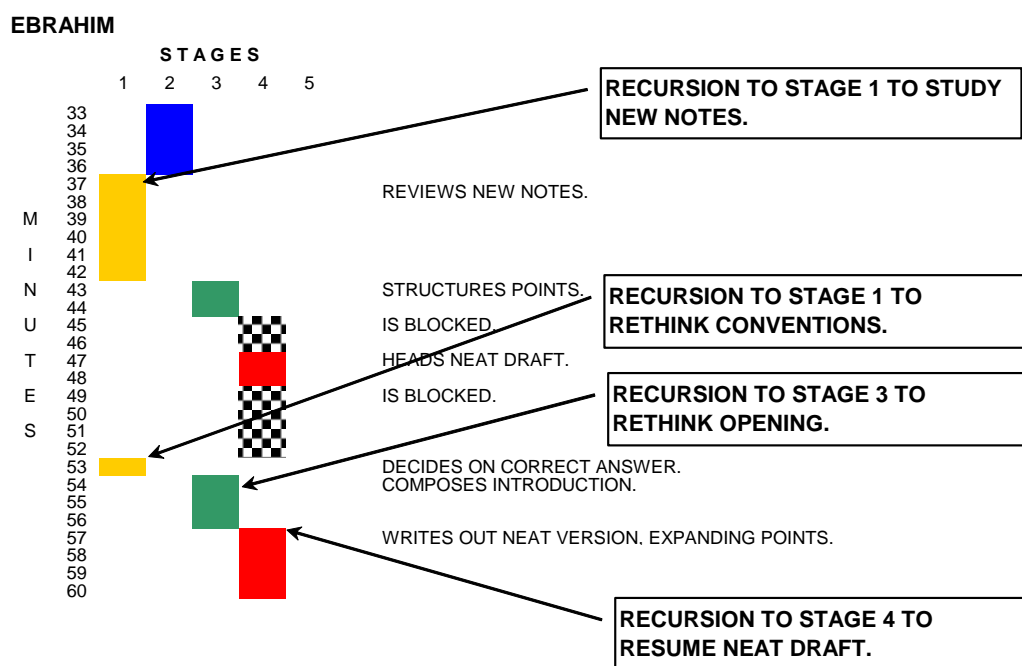 EBRAHIM
STAGES
1 2 3 4 5
RECURSION TO STAGE 1 TO STUDY
NEW NOTES.
33
34
35
36
37
REVIEWS NEW NOTES.
38
M 39
40
I 41
42
N 43 STRUCTURES POINTS.
44
RECURSION TO STAGE 1 TO
RETHINK CONVENTIONS.
U 45 IS BLOCKED.
46
T 47 HEADS NEAT DRAFT.
48
E 49 IS BLOCKED.
50
S 51
52
RECURSION TO STAGE 3 TO
RETHINK OPENING.
53 DECIDES ON CORRECT ANSWER.
54 COMPOSES INTRODUCTION.
55
56
57 WRITES OUT NEAT VERSION, EXPANDING POINTS.
58
59
60
RECURSION TO STAGE 4 TO
RESUME NEAT DRAFT.